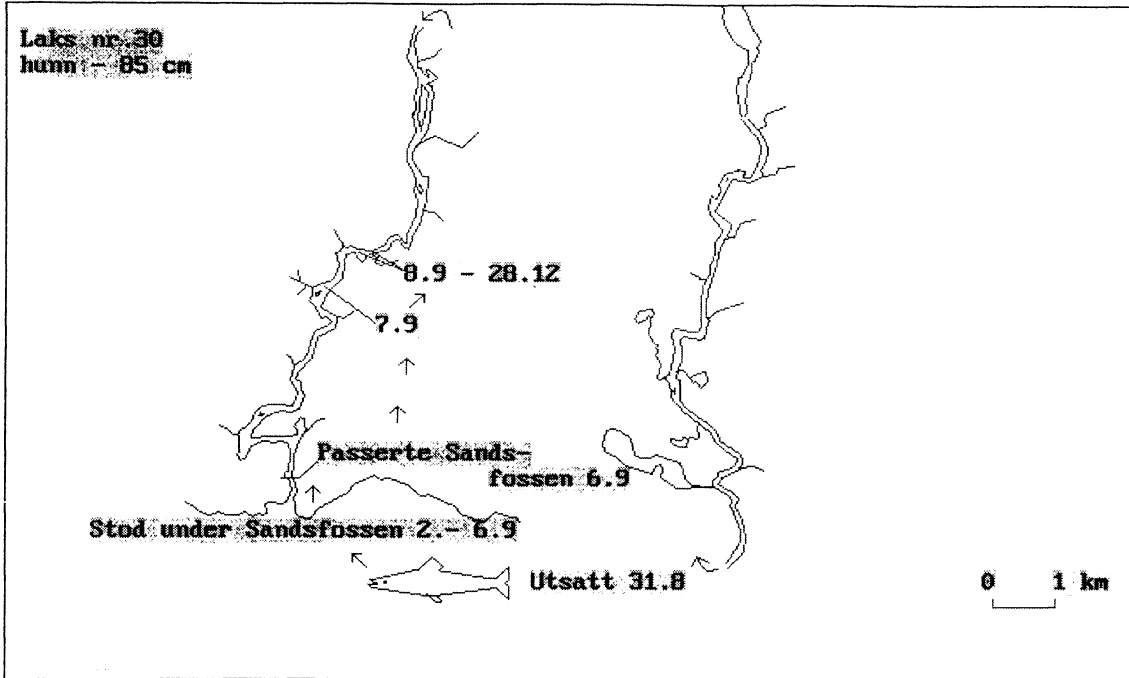 Laks nr.30
hunn - 85 cm
8.9 - 28.12
7.9
Passerte Sands-
fossen 6.9
Stod under Sandsfossen 2.- 6.9
Utsatt 31.8
0 1 km